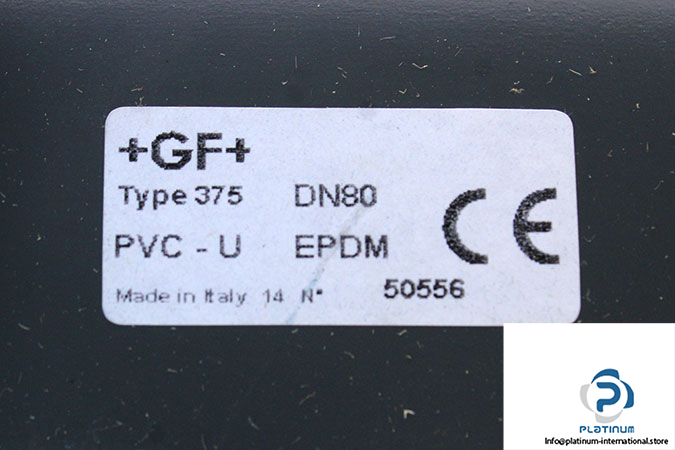 +GF+
Type 375 DN80
PVC - U EPDM
CE
Made in Italy 14 N° 50556
P
PLATINUM
Info@platinum-international.store